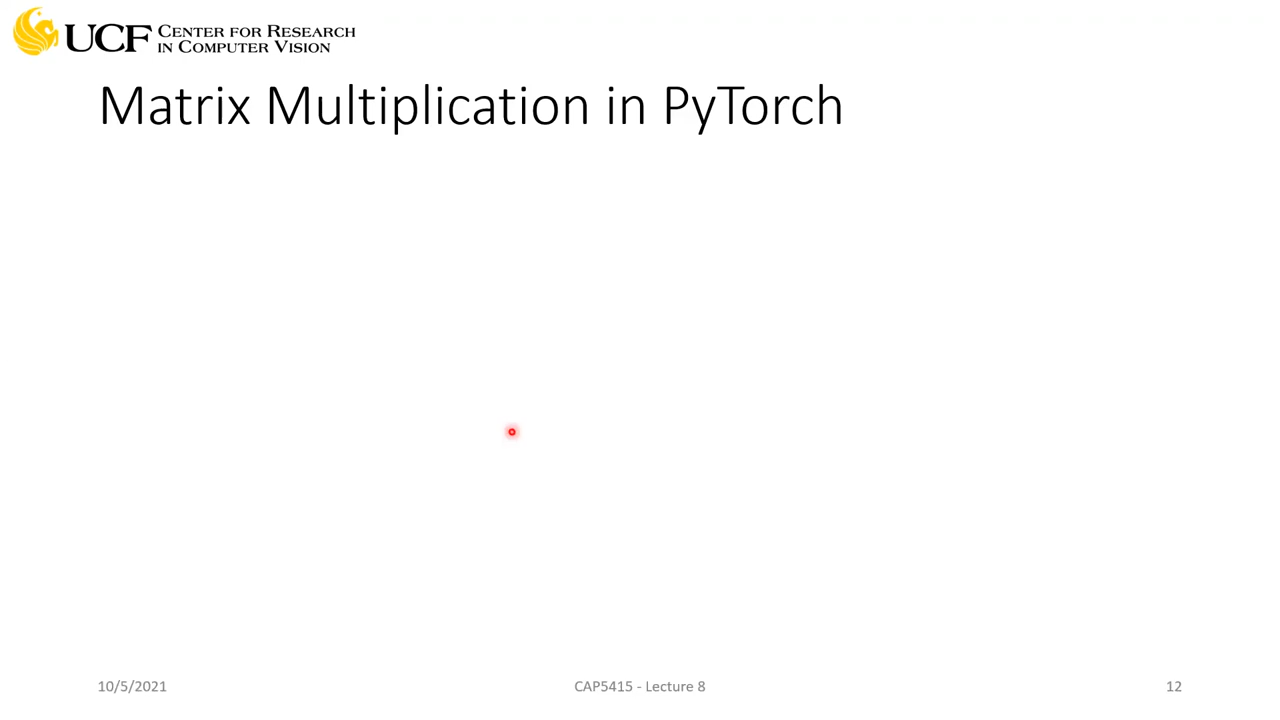 UCF CENTER FOR RESEARCH
IN COMPUTER VISION
Matrix Multiplication in PyTorch
10/5/2021
CAP5415 - Lecture 8
12